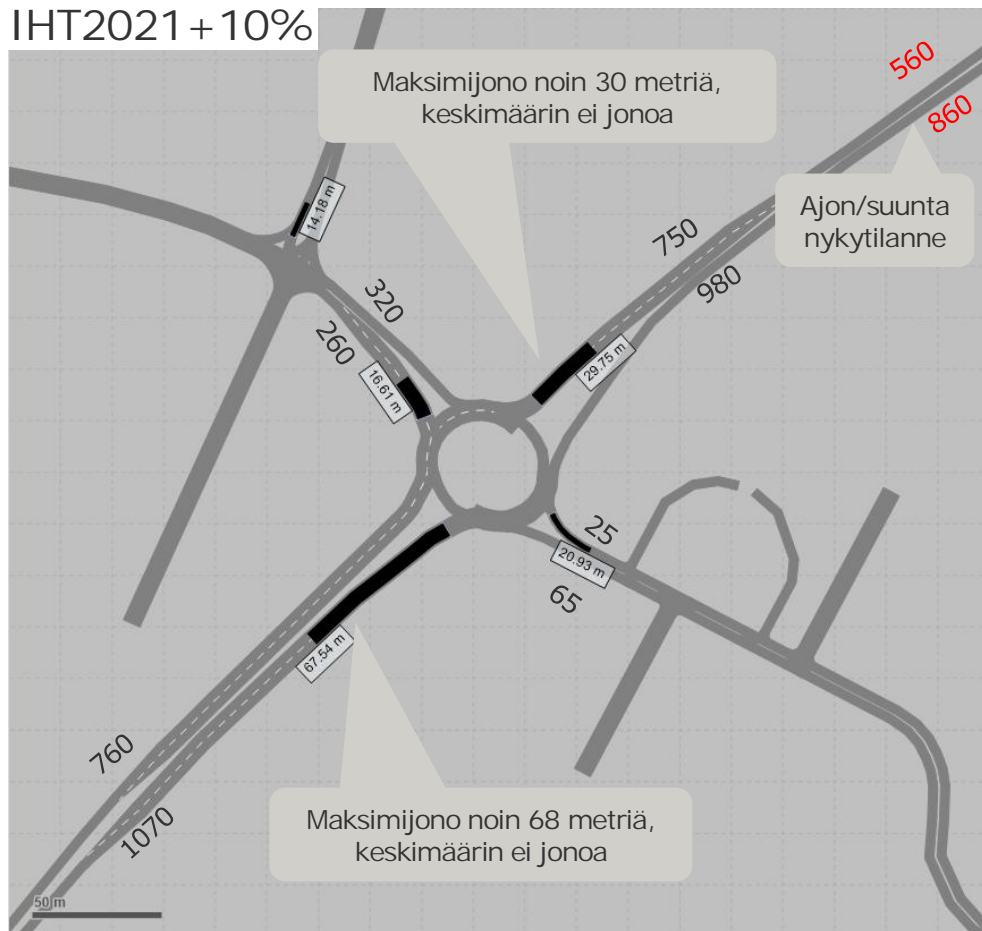 IHT2021+10%
Maksimijono noin 30 metriä,
keskimäärin ei jonoa
560
860
Ajon/suunta
nykytilanne
14.18 m
750
980
320
260
16.61 m
29.75 m
25
20.93 m
65
67.54 m
760
1070
Maksimijono noin 68 metriä,
keskimäärin ei jonoa
50 m